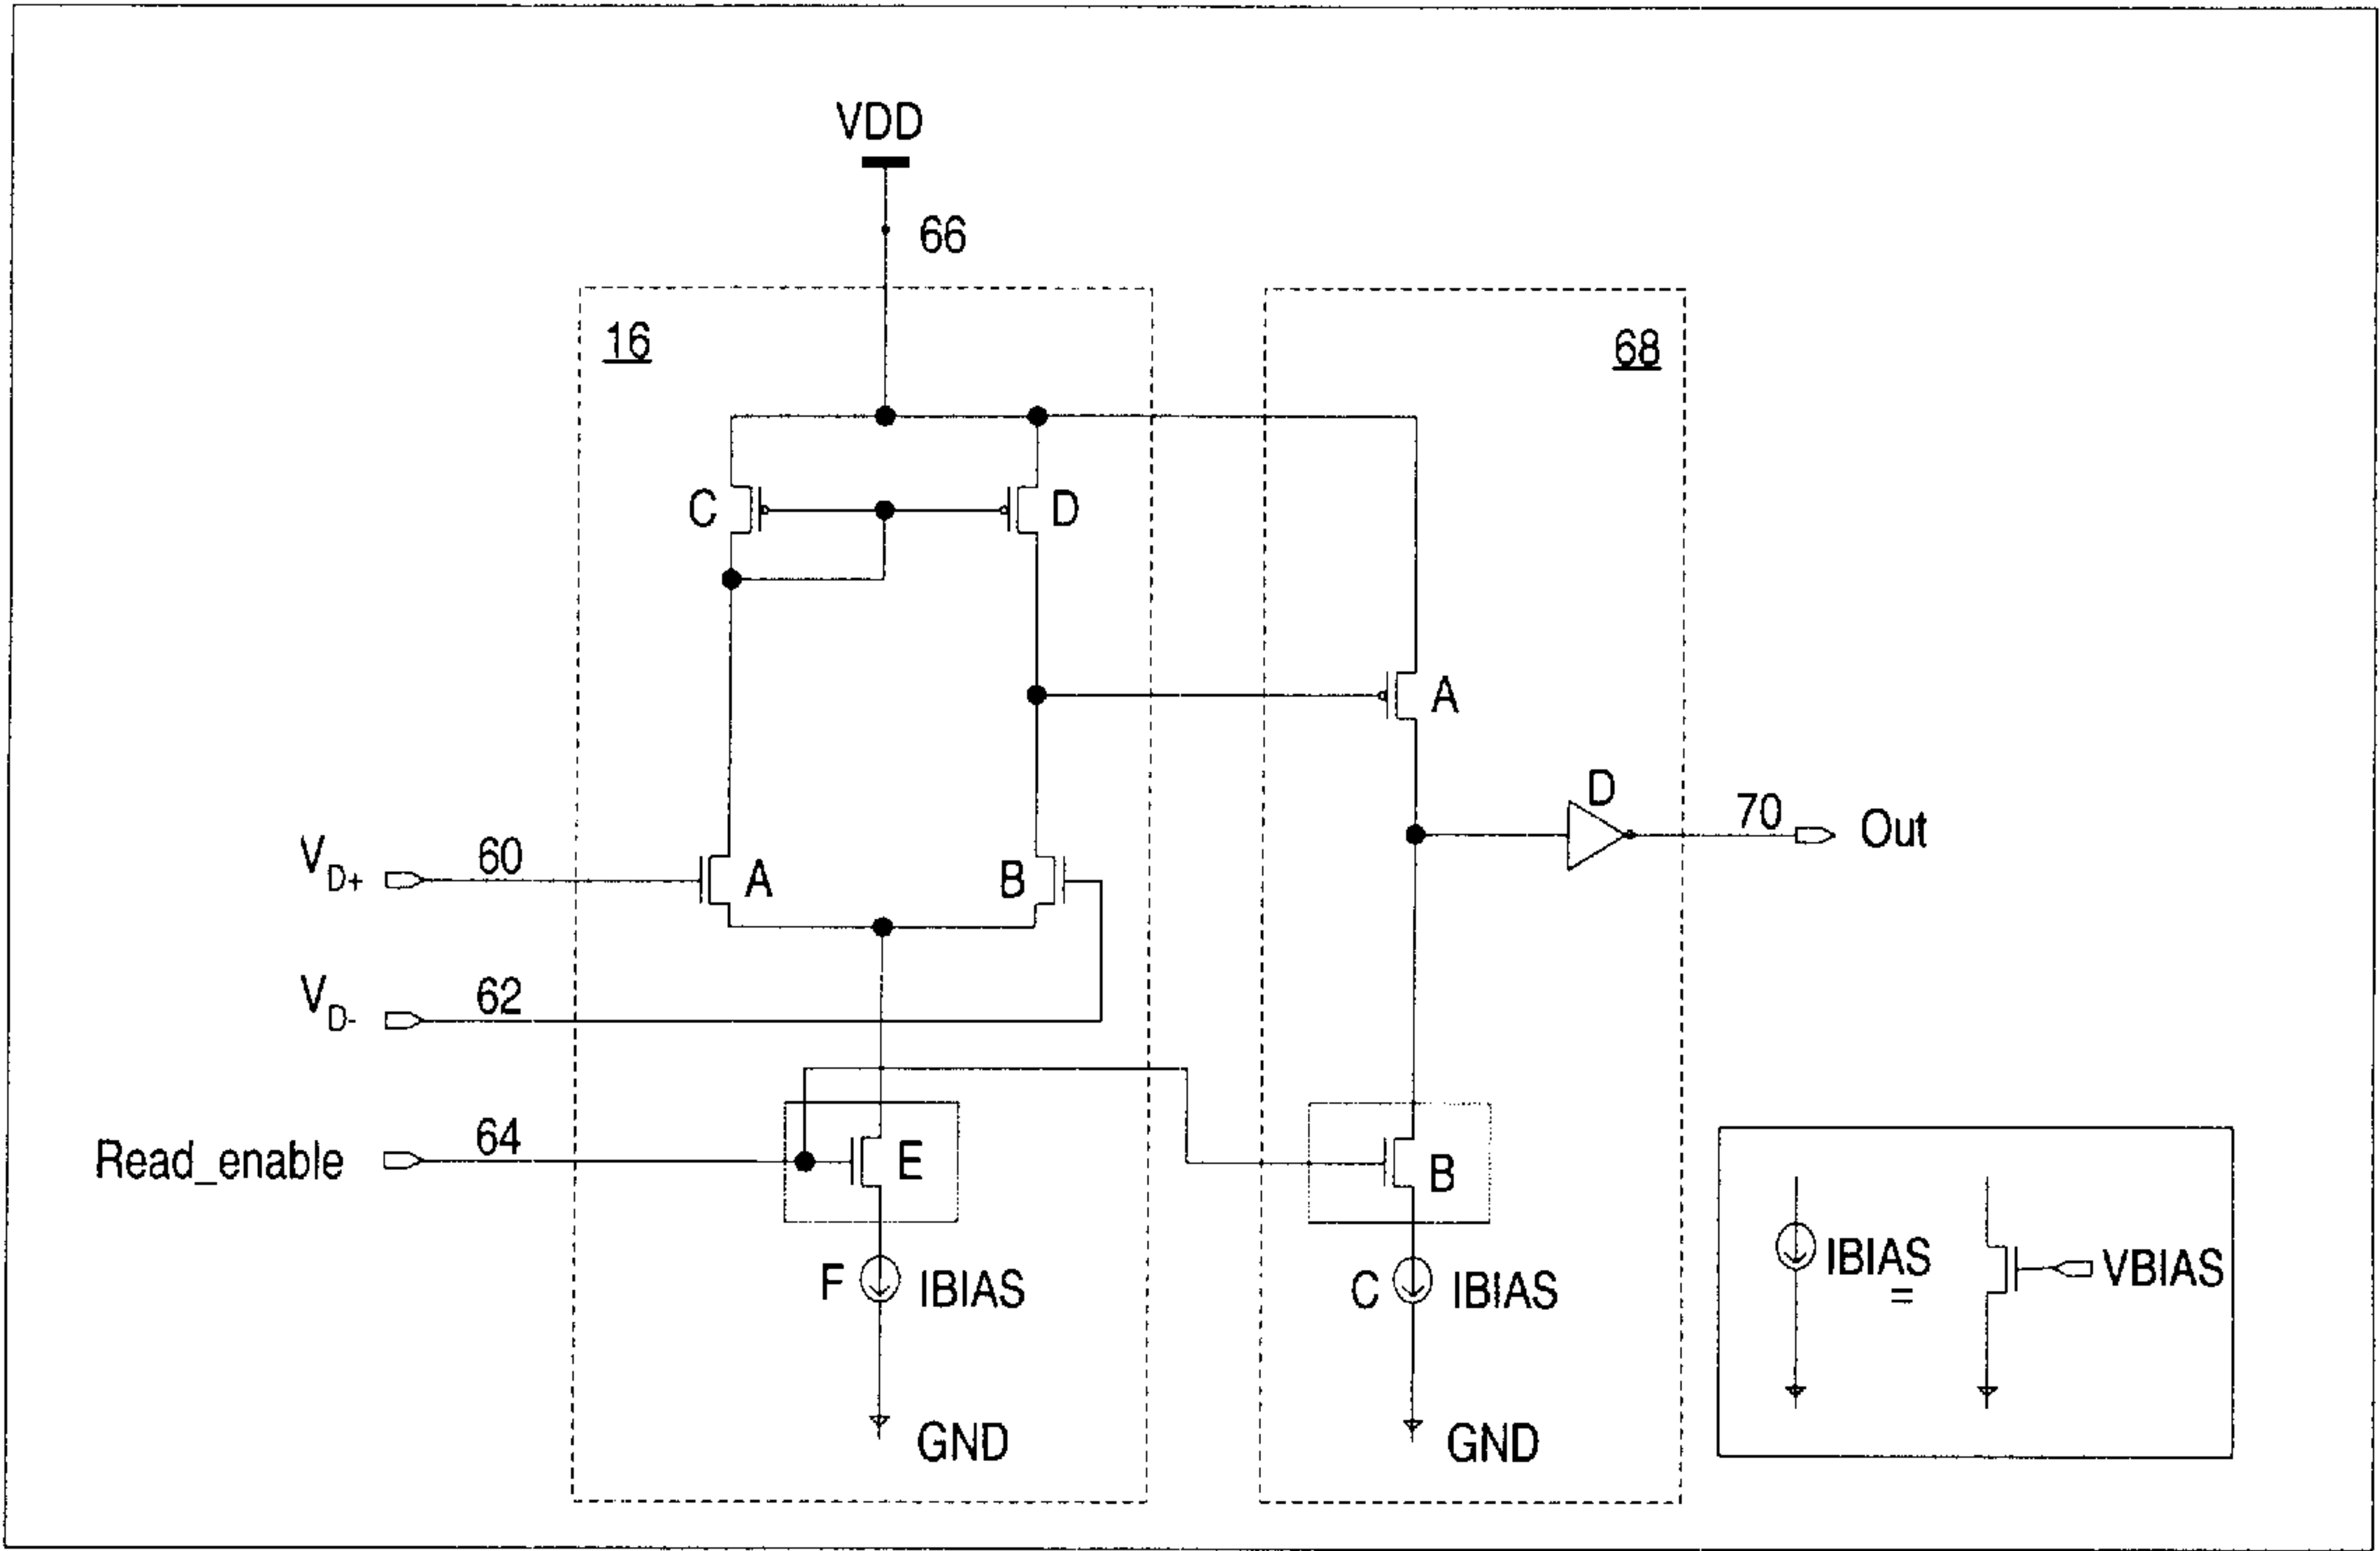 VDD
66
16
68
C
D
A
D
70
Out
V D+
60
A
B
V D-
62
Read_enable
64
E
B
F
IBIAS
C
IBIAS
GND
GND
IBIAS
=
VBIAS